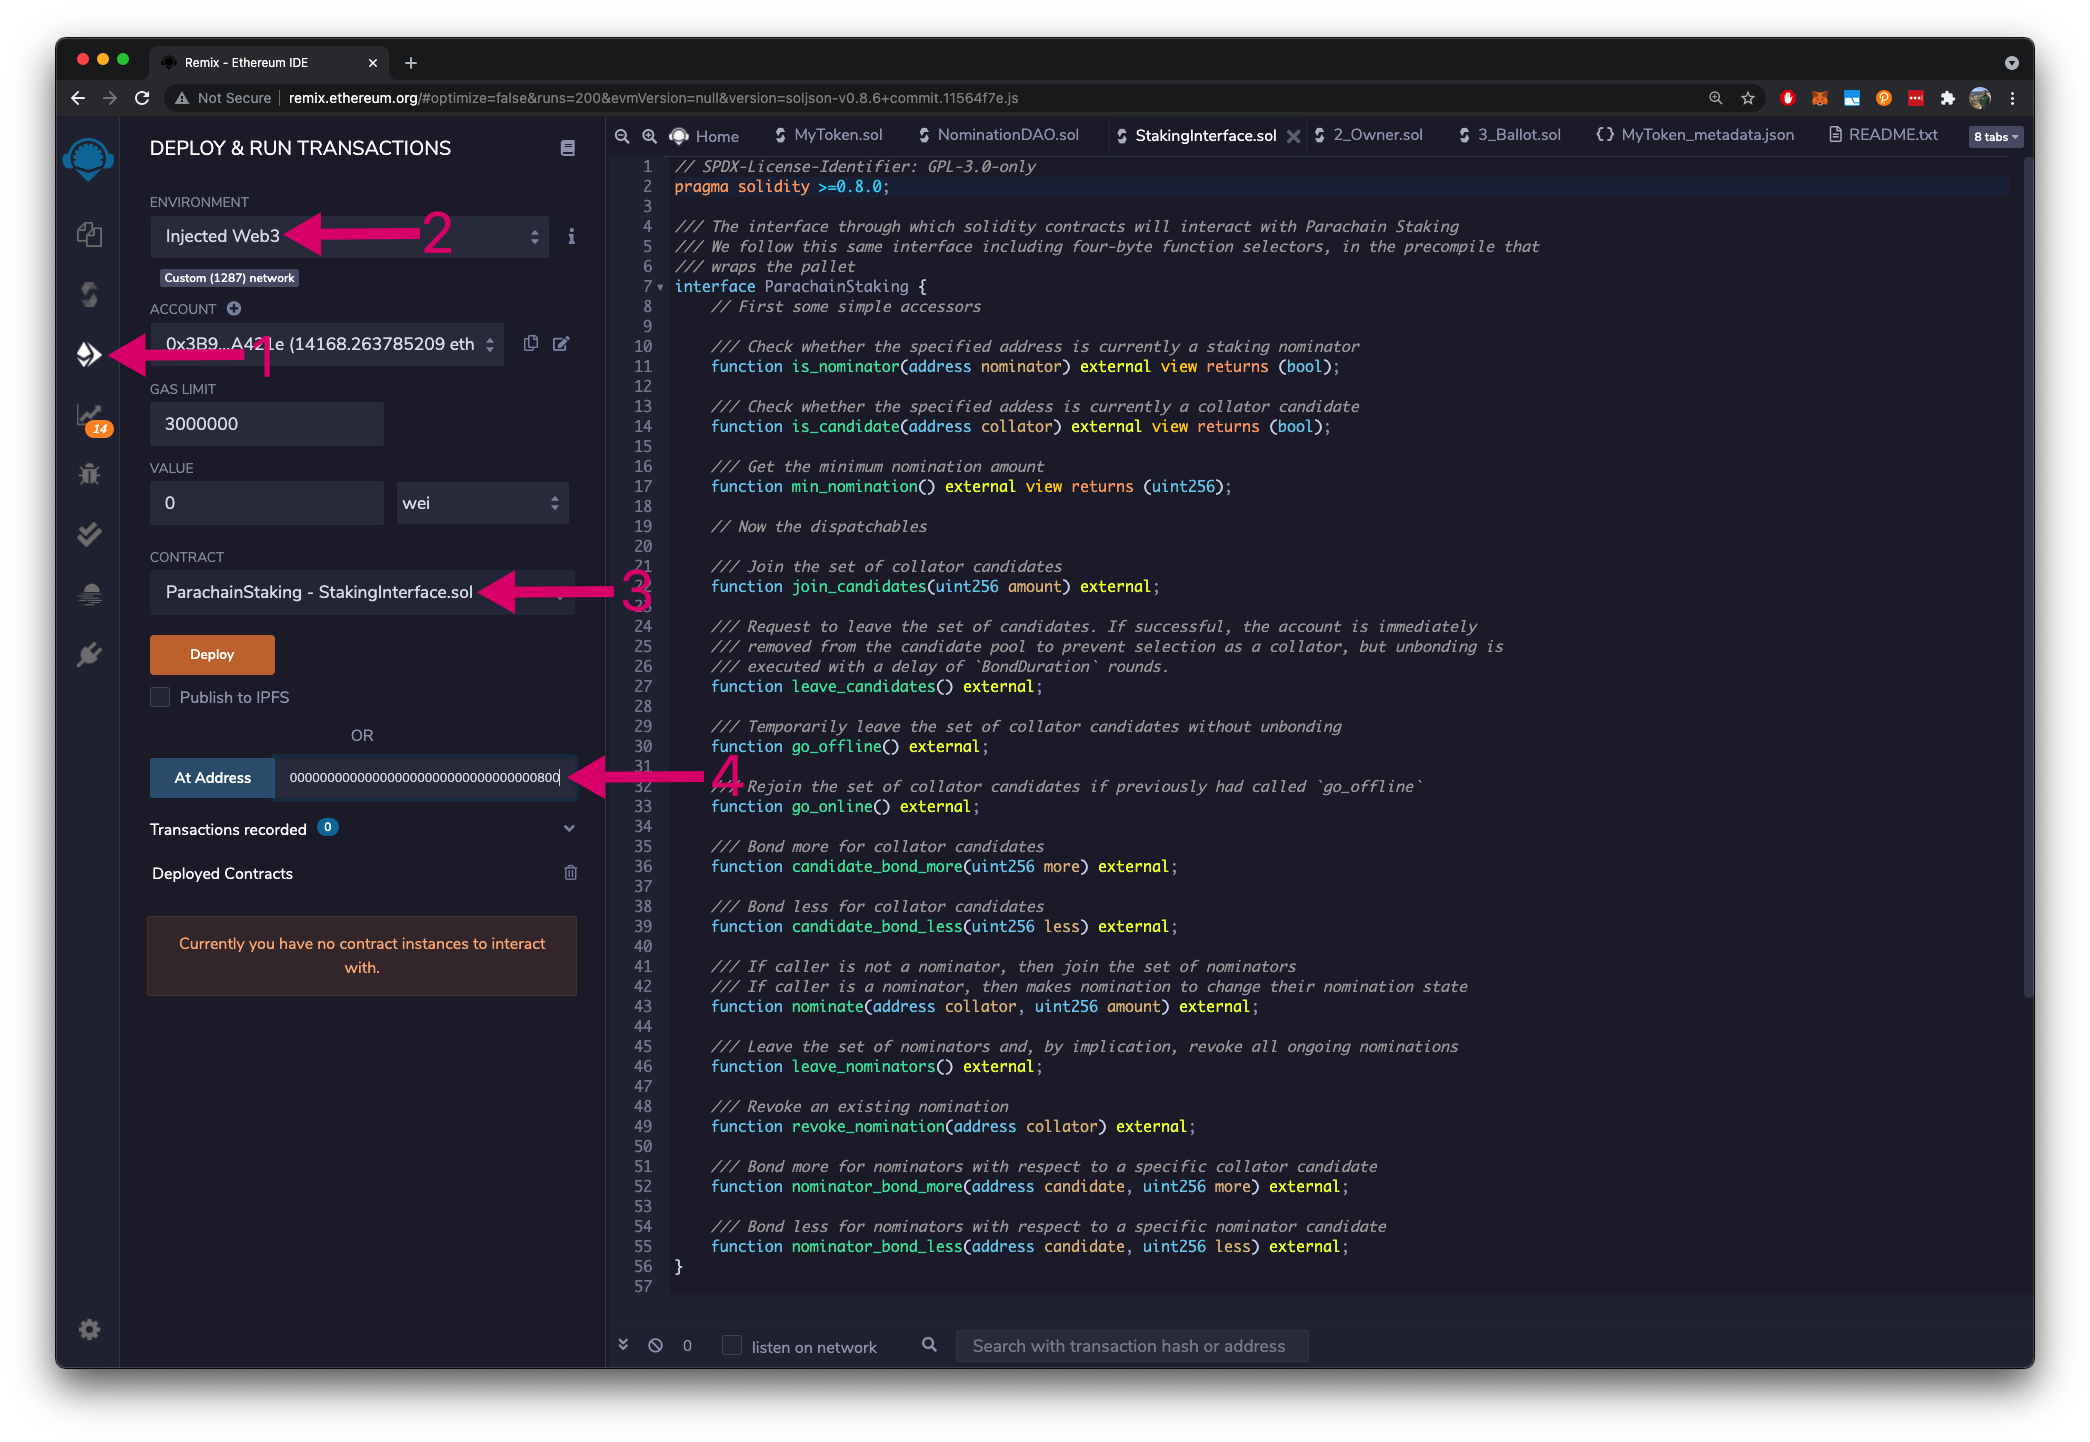 Remix - Ethereum IDE
Not Secure
remix.ethereum.org/#optimize=false&runs=200&evmVersion=null&version=soljson-v0.8.6+commit.11564f7e.js
DEPLOY & RUN TRANSACTIONS
ENVIRONMENT
Injected Web3
2
Custom (1287) network
ACCOUNT
0x3B9...A421e (14168.263785209 eth
1
GAS LIMIT
3000000
14
VALUE
0
wei
CONTRACT
ParachainStaking - StakingInterface.sol
3
Deploy
Publish to IPFS
OR
At Address
4
Transactions recorded 0
Deployed Contracts
Currently you have no contract instances to interact
with.
Home
MyToken.sol
NominationDAO.sol
StakingInterface.sol
2_Owner.sol
3_Ballot.sol
MyToken_metadata.json
README.txt
8 tabs
1 // SPDX-License-Identifier: GPL-3.0-only
2 pragma solidity >=0.8.0;
3
4 /// The interface through which solidity contracts will interact with Parachain Staking
5 /// We follow this same interface including four-byte function selectors, in the precompile that
6 /// wraps the pallet
7 interface ParachainStaking {
8 // First some simple accessors
9
10 /// Check whether the specified address is currently a staking nominator
11 function is_nominator(address nominator) external view returns (bool);
12
13 /// Check whether the specified addess is currently a collator candidate
14 function is_candidate(address collator) external view returns (bool);
15
16 /// Get the minimum nomination amount
17 function min_nomination() external view returns (uint256);
18
19 // Now the dispatchables
20
21 /// Join the set of collator candidates
22 function join_candidates(uint256 amount) external;
23
24 /// Request to leave the set of candidates. If successful, the account is immediately
25 /// removed from the candidate pool to prevent selection as a collator, but unbonding is
26 /// executed with a delay of `BondDuration` rounds.
27 function leave_candidates() external;
28
29 /// Temporarily leave the set of collator candidates without unbonding
30 function go_offline() external;
31
32 /// Rejoin the set of collator candidates if previously had called `go_offline`
33 function go_online() external;
34
35 /// Bond more for collator candidates
36 function candidate_bond_more(uint256 more) external;
37
38 /// Bond less for collator candidates
39 function candidate_bond_less(uint256 less) external;
40
41 /// If caller is not a nominator, then join the set of nominators
42 /// If caller is a nominator, then makes nomination to change their nomination state
43 function nominate(address collator, uint256 amount) external;
44
45 /// Leave the set of nominators and, by implication, revoke all ongoing nominations
46 function leave_nominators() external;
47
48 /// Revoke an existing nomination
49 function revoke_nomination(address collator) external;
50
51 /// Bond more for nominators with respect to a specific collator candidate
52 function nominator_bond_more(address candidate, uint256 more) external;
53
54 /// Bond less for nominators with respect to a specific nominator candidate
55 function nominator_bond_less(address candidate, uint256 less) external;
56 }
57
0
listen on network
Search with transaction hash or address